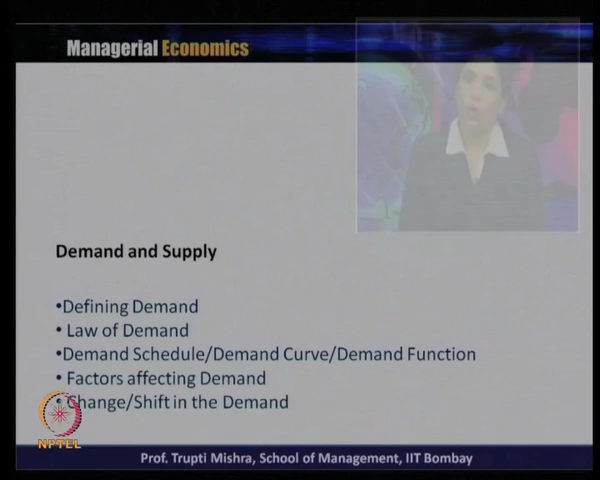 Managerial Economics
Demand and Supply
•Defining Demand
• Law of Demand
•Demand Schedule/Demand Curve/Demand Function
• Factors affecting Demand
• Change/Shift in the Demand
NPTEL
Prof. Trupti Mishra, School of Management, IIT Bombay